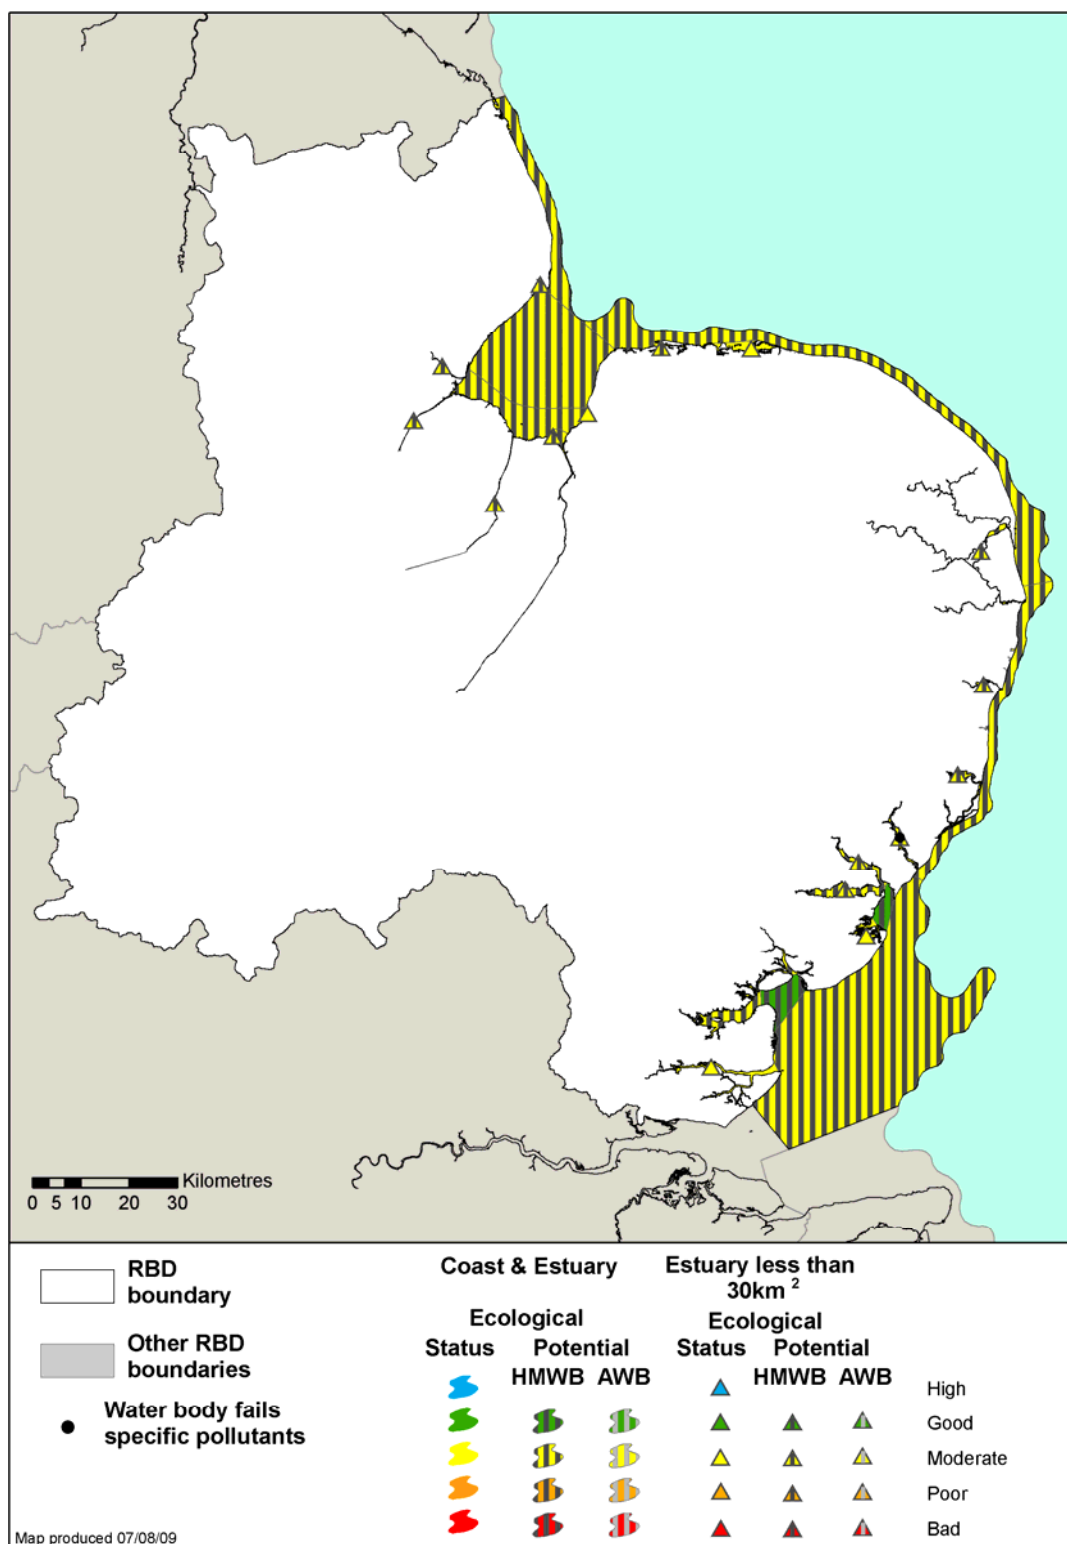 Kilometres
0 5 10 20 30
RBD
boundary
Other RBD
boundaries
Water body fails
specific pollutants
Coast & Estuary
Ecological
Status Potential
HMWB AWB
Estuary less than
30km 2
Ecological
Status Potential
HMWB AWB
High
Good
Moderate
Poor
Bad
Map produced 07/08/09